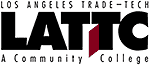 LOS ANGELES TRADE-TECH
LATTC
A Community College